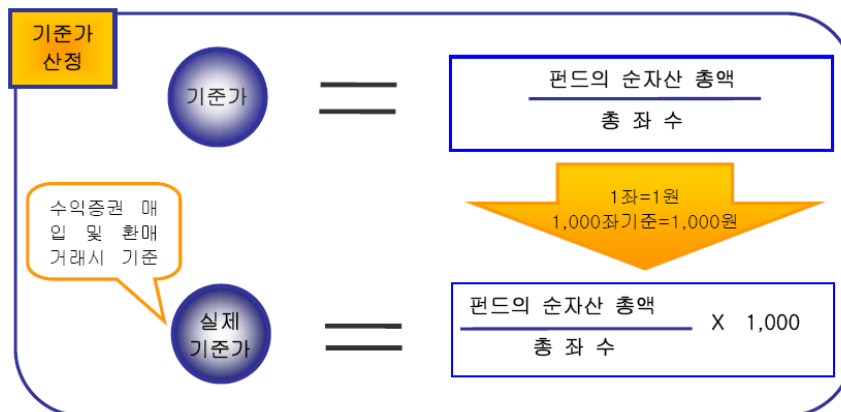 기준가
산정
기준가
펀드의 순자산 총액
총 좌 수
1좌=1원
1,000좌기준=1,000원
수익증권 매
입 및 환매
거래시 기준
실제
기준가
펀드의 순자산 총액
총 좌 수
X 1,000